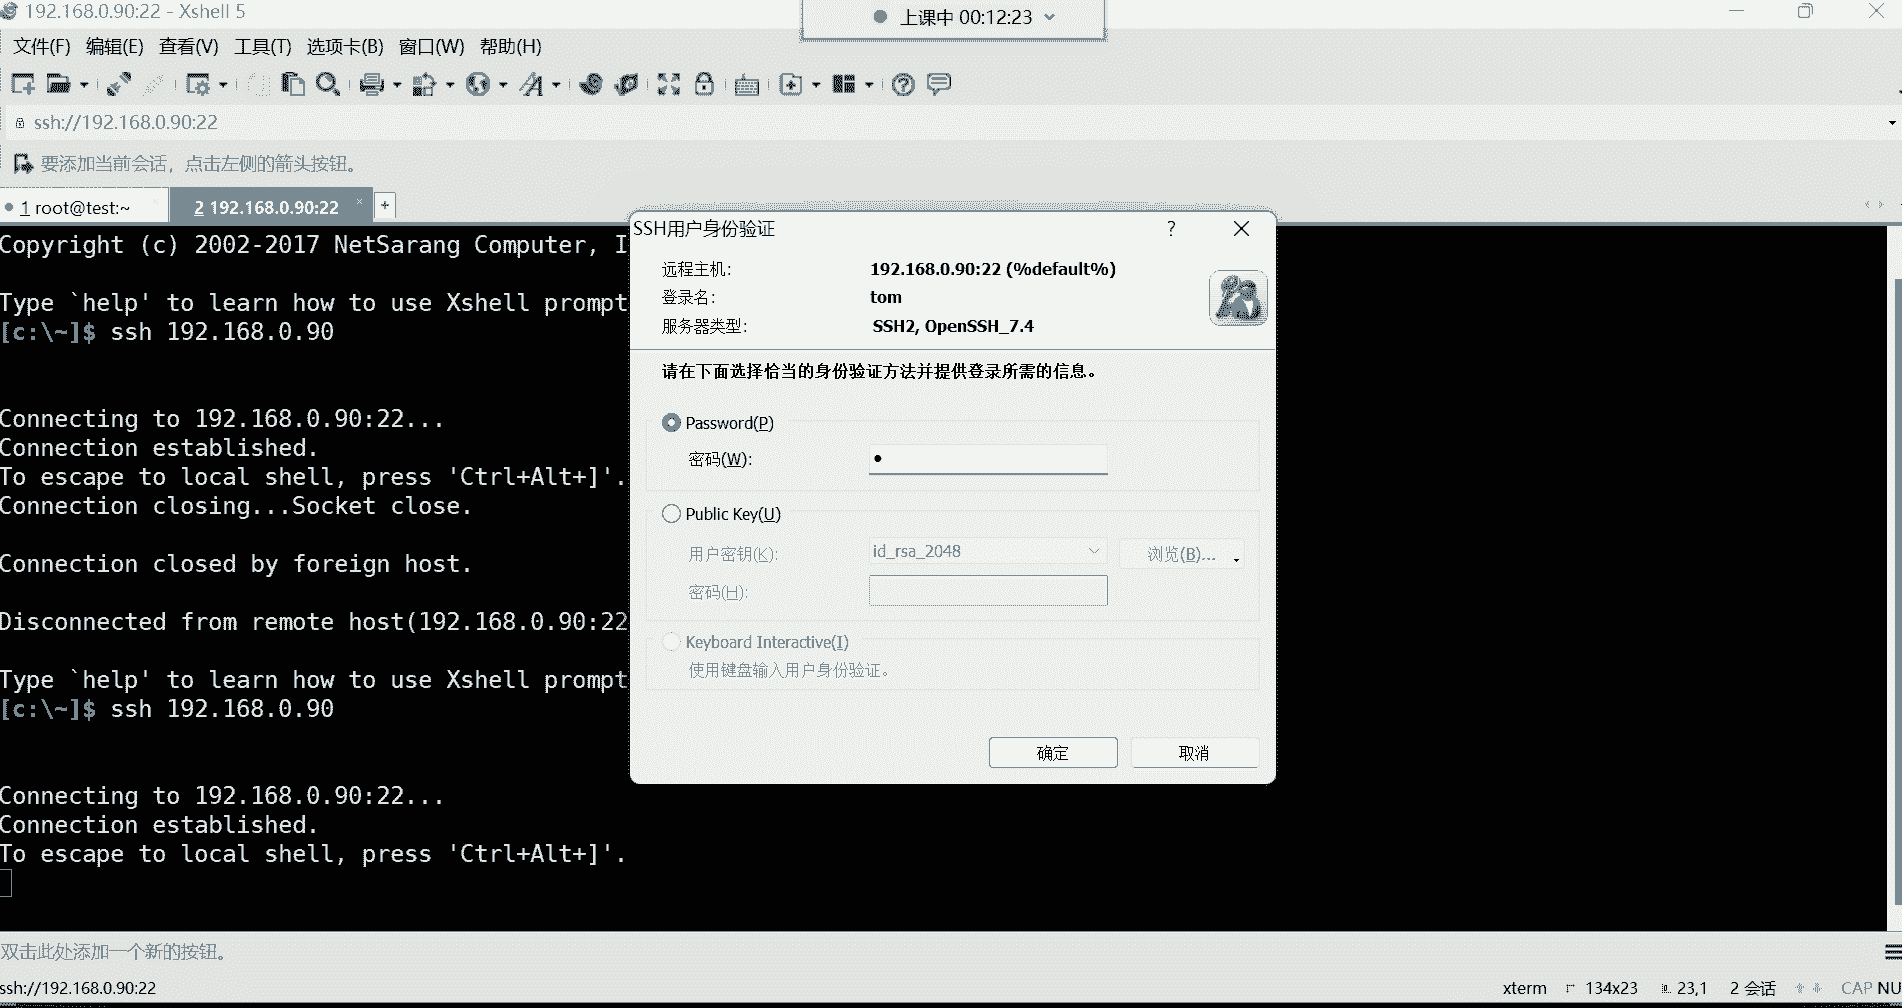 192.168.0.90:22 - Xshell 5
上课中 00:12:23
文件(F) 编辑(E) 查看(V) 工具(T) 选项卡(B) 窗口(W) 帮助(H)
ssh://192.168.0.90:22
要添加当前会话，点击左侧的箭头按钮。
1 root@test:~
2 192.168.0.90:22
Copyright (c) 2002-2017 NetSarang Computer, I
Type `help' to learn how to use Xshell prompt
[c:\~]$ ssh 192.168.0.90
Connecting to 192.168.0.90:22...
Connection established.
To escape to local shell, press 'Ctrl+Alt+]'.
Connection closing...Socket close.
Connection closed by foreign host.
Disconnected from remote host(192.168.0.90:22
Type `help' to learn how to use Xshell prompt
[c:\~]$ ssh 192.168.0.90
Connecting to 192.168.0.90:22...
Connection established.
To escape to local shell, press 'Ctrl+Alt+]'.
SSH用户身份验证
远程主机: 192.168.0.90:22 (%default%)
登录名: tom
服务器类型: SSH2, OpenSSH_7.4
请在下面选择恰当的身份验证方法并提供登录所需的信息。
Password(P)
密码(W):
Public Key(U)
用户密钥(K): id_rsa_2048 浏览(B)...
密码(H):
Keyboard Interactive(I)
使用键盘输入用户身份验证。
确定 取消
双击此处添加一个新的按钮。
ssh://192.168.0.90:22 xterm 134x23 23,1 2 会话 CAP NU